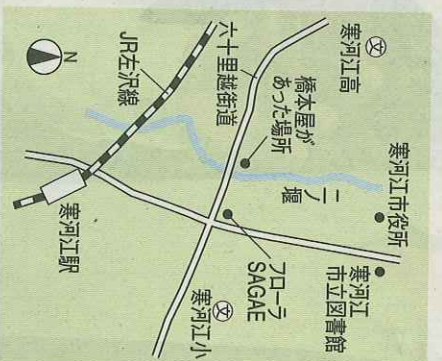 寒河江高
文
六十里越街道
JR左沢線
N
橋本屋が
あった場所
二ノ堰
寒河江市役所
寒河江
市立図書館
フローラ
SAGAE
文
寒河江小
寒河江駅